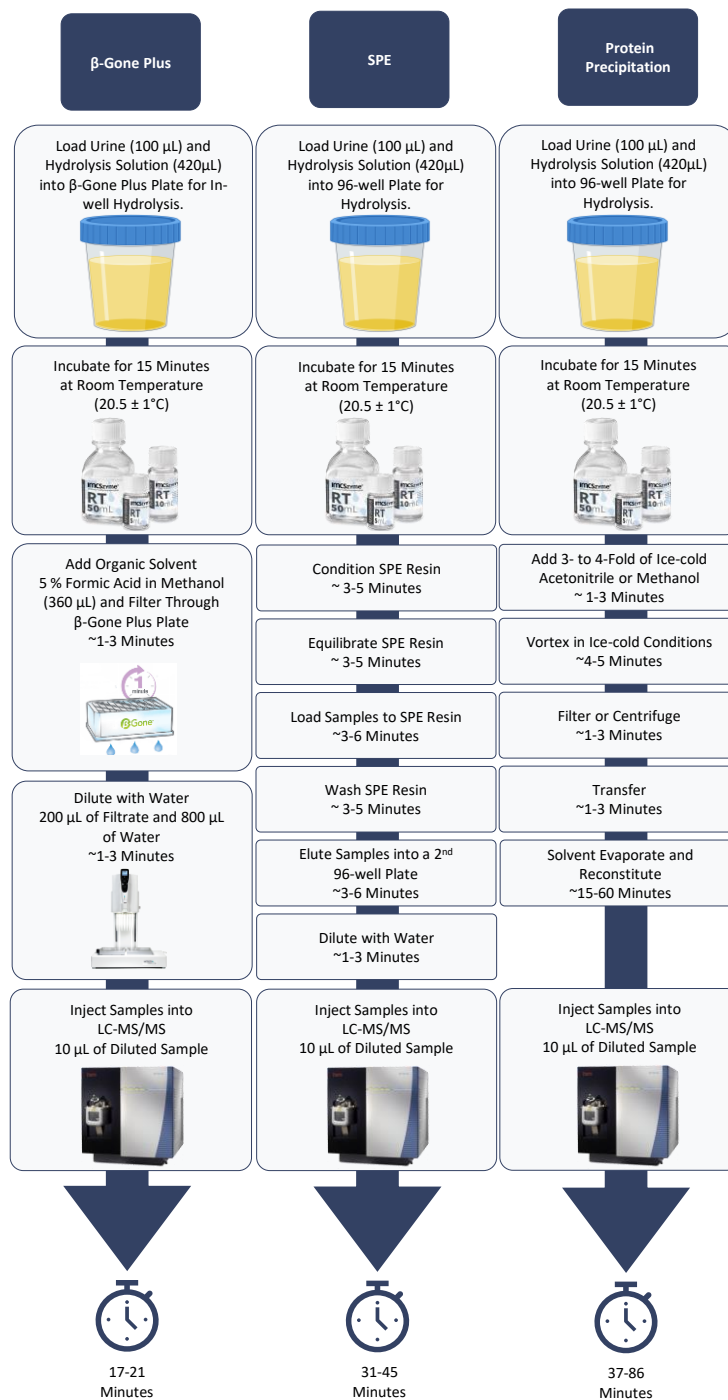 β-Gone Plus
Load Urine (100 µL) and
Hydrolysis Solution (420µL)
into β-Gone Plus Plate for In-
well Hydrolysis.
Incubate for 15 Minutes
at Room Temperature
(20.5 ± 1°C)
IMCSzyme
RT
50mL
RT
RT
10mL
Add Organic Solvent
5 % Formic Acid in Methanol
(360 µL) and Filter Through
β-Gone Plus Plate
~1-3 Minutes
1
minute
βGone
Dilute with Water
200 µL of Filtrate and 800 µL
of Water
~1-3 Minutes
Inject Samples into
LC-MS/MS
10 µL of Diluted Sample
17-21
Minutes
SPE
Load Urine (100 µL) and
Hydrolysis Solution (420µL)
into 96-well Plate for
Hydrolysis.
Incubate for 15 Minutes
at Room Temperature
(20.5 ± 1°C)
IMCSzyme
RT
50mL
RT
RT
10mL
Condition SPE Resin
~ 3-5 Minutes
Equilibrate SPE Resin
~ 3-5 Minutes
Load Samples to SPE Resin
~3-6 Minutes
Wash SPE Resin
~ 3-5 Minutes
Elute Samples into a 2nd
96-well Plate
~3-6 Minutes
Dilute with Water
~1-3 Minutes
Inject Samples into
LC-MS/MS
10 µL of Diluted Sample
31-45
Minutes
Protein
Precipitation
Load Urine (100 µL) and
Hydrolysis Solution (420µL)
into 96-well Plate for
Hydrolysis.
Incubate for 15 Minutes
at Room Temperature
(20.5 ± 1°C)
IMCSzyme
RT
50mL
RT
RT
10mL
Add 3- to 4-Fold of Ice-cold
Acetonitrile or Methanol
~ 1-3 Minutes
Vortex in Ice-cold Conditions
~4-5 Minutes
Filter or Centrifuge
~1-3 Minutes
Transfer
~1-3 Minutes
Solvent Evaporate and
Reconstitute
~15-60 Minutes
Inject Samples into
LC-MS/MS
10 µL of Diluted Sample
37-86
Minutes